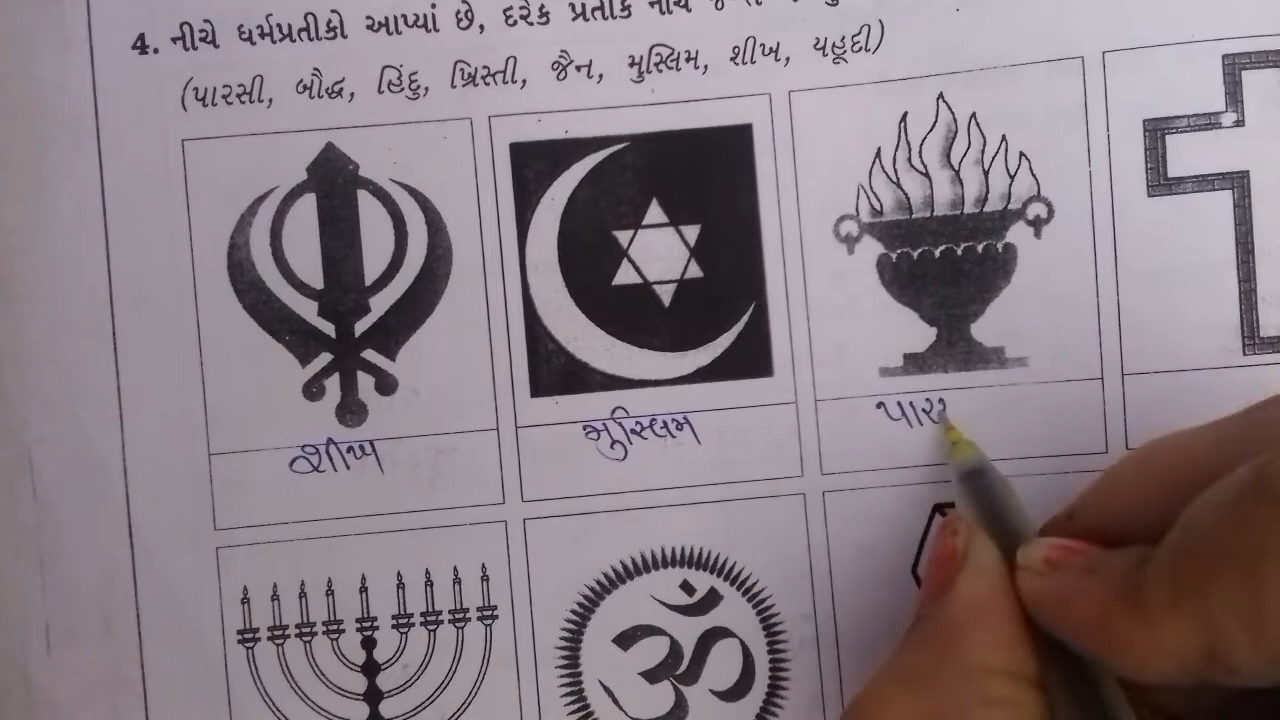 4. નીચે ધર્મપ્રતીકો આપ્યાં છે, દરેક પ્રતીક નીચે
(પારસી, બૌદ્ધ, હિંદુ, ખ્રિસ્તી, જૈન, મુસ્લિમ, શીખ, યહૂદી)
શીખ
મુસ્લિમ
પાર
ૐ